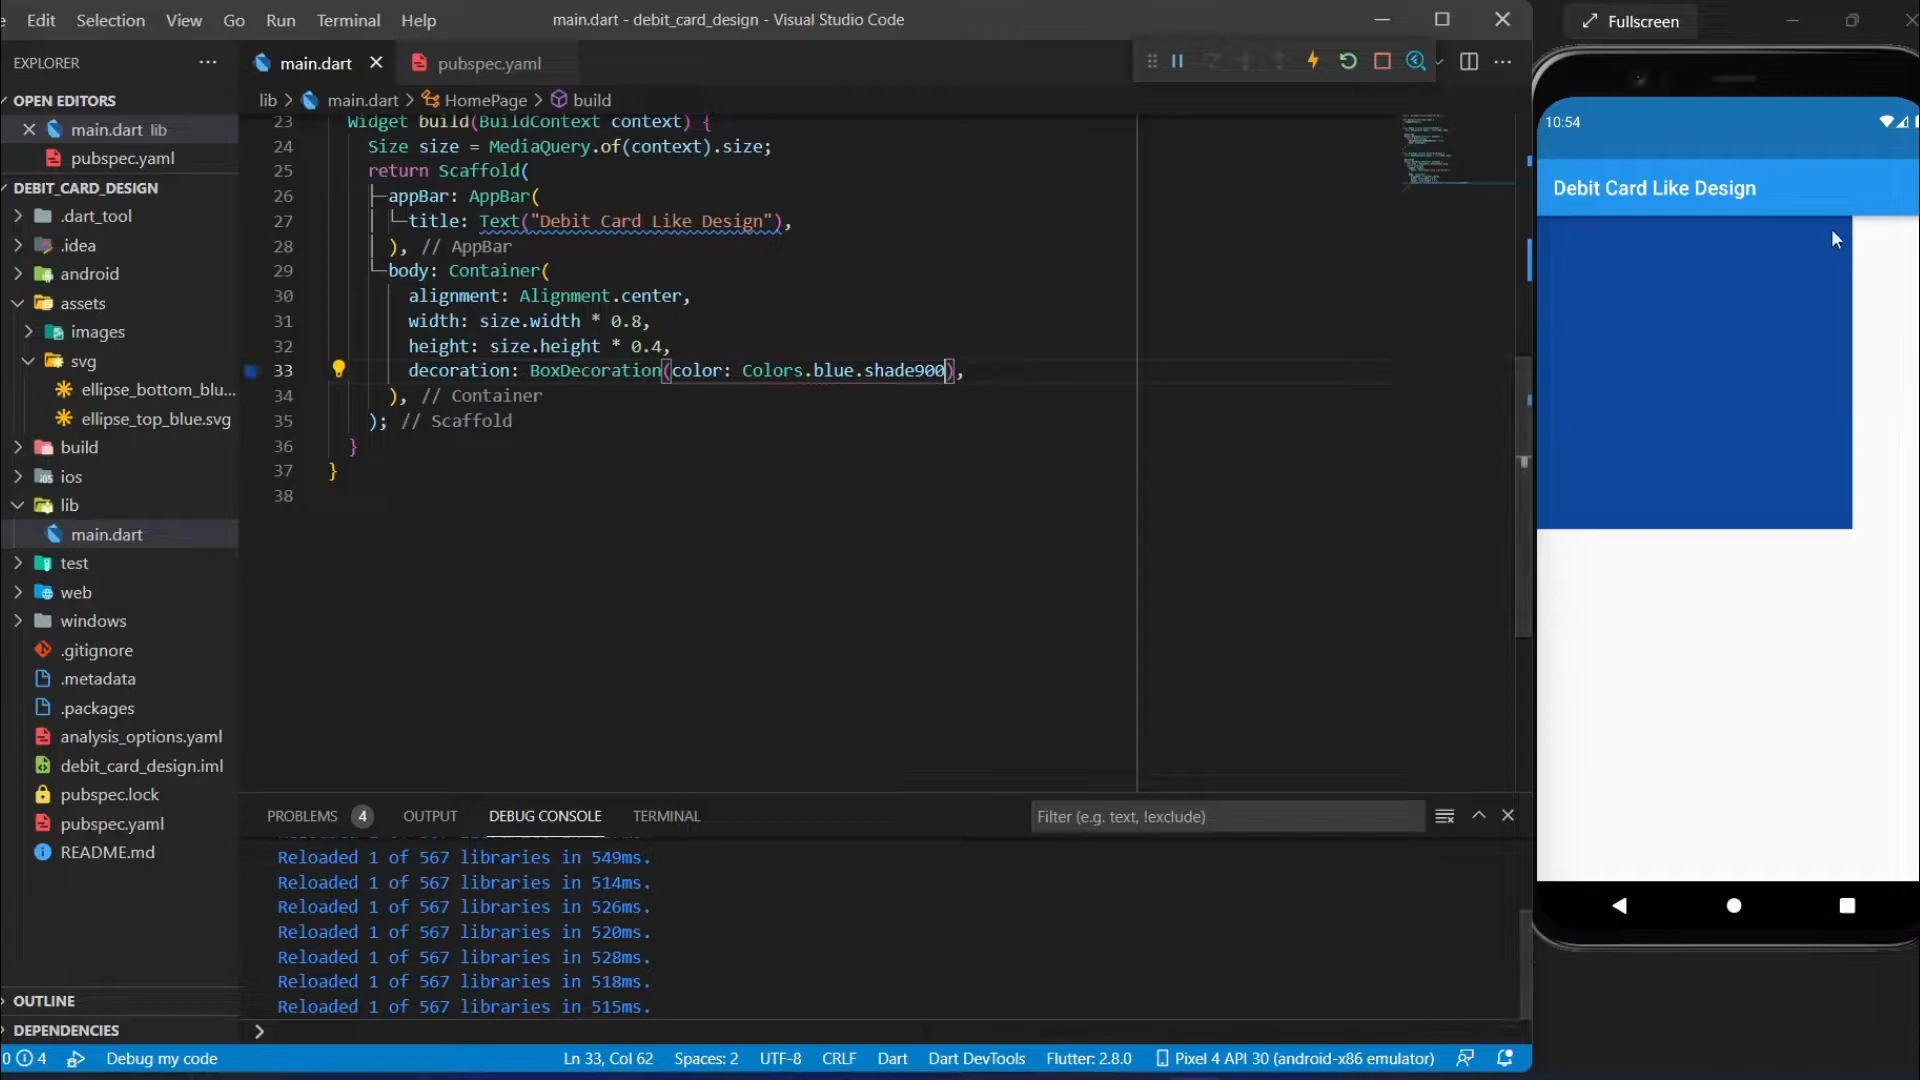 Edit Selection View Go Run Terminal Help
main.dart - debit_card_design - Visual Studio Code
Fullscreen
EXPLORER
OPEN EDITORS
main.dart lib
pubspec.yaml
DEBIT_CARD_DESIGN
.dart_tool
.idea
android
assets
images
svg
ellipse_bottom_blu...
ellipse_top_blue.svg
build
ios
lib
main.dart
test
web
windows
.gitignore
.metadata
.packages
analysis_options.yaml
debit_card_design.iml
pubspec.lock
pubspec.yaml
README.md
OUTLINE
DEPENDENCIES
main.dart pubspec.yaml
lib > main.dart > HomePage > build
23 Widget build(BuildContext context) {
24 Size size = MediaQuery.of(context).size;
25 return Scaffold(
26 appBar: AppBar(
27 title: Text("Debit Card Like Design"),
28 ), // AppBar
29 body: Container(
30 alignment: Alignment.center,
31 width: size.width * 0.8,
32 height: size.height * 0.4,
33 decoration: BoxDecoration(color: Colors.blue.shade900),
34 ), // Container
35 ); // Scaffold
36 }
37 }
38
PROBLEMS 4 OUTPUT DEBUG CONSOLE TERMINAL
Filter (e.g. text, !exclude)
Reloaded 1 of 567 libraries in 549ms.
Reloaded 1 of 567 libraries in 514ms.
Reloaded 1 of 567 libraries in 526ms.
Reloaded 1 of 567 libraries in 520ms.
Reloaded 1 of 567 libraries in 528ms.
Reloaded 1 of 567 libraries in 518ms.
Reloaded 1 of 567 libraries in 515ms.
0 4 Debug my code
Ln 33, Col 62 Spaces: 2 UTF-8 CRLF Dart Dart DevTools Flutter: 2.8.0 Pixel 4 API 30 (android-x86 emulator)
10:54
Debit Card Like Design